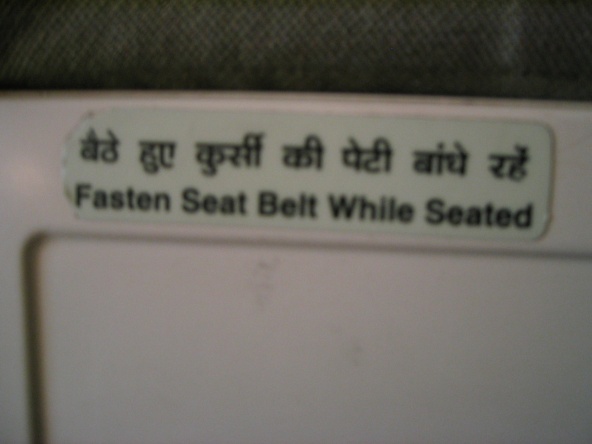 बैठे हुए कुर्सी की पेटी बांधे रहें
Fasten Seat Belt While Seated